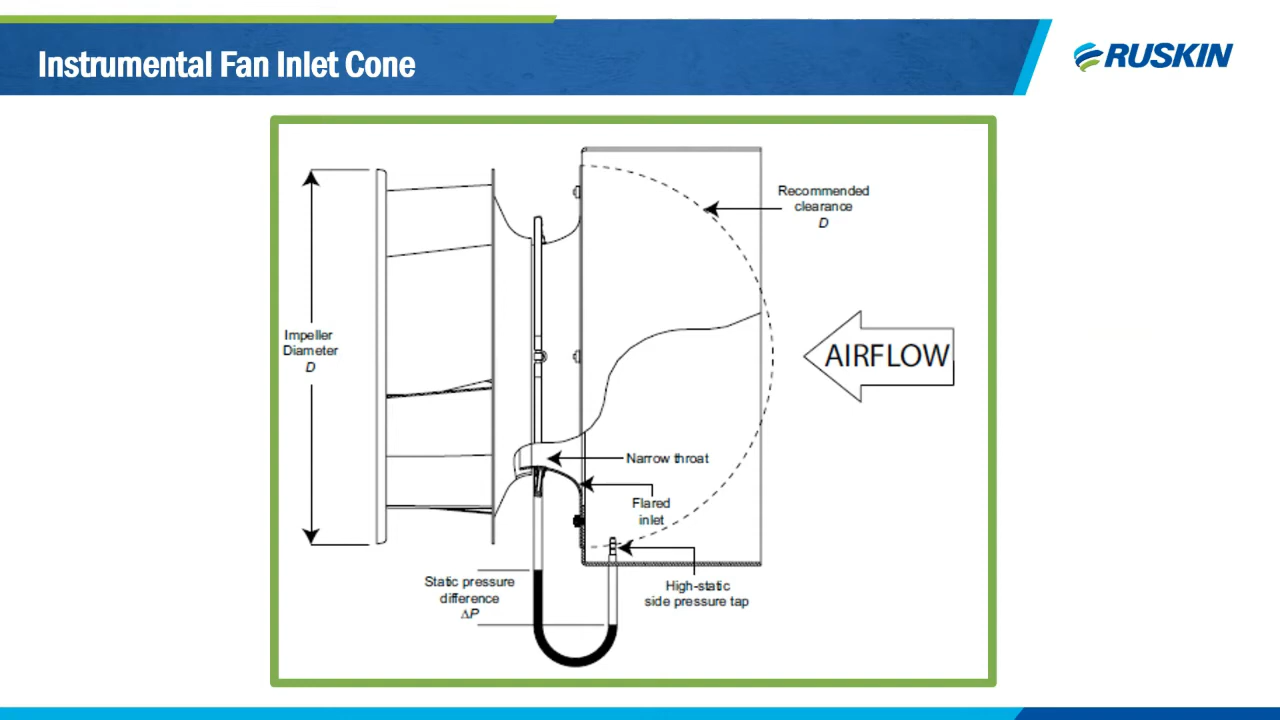 Instrumental Fan Inlet Cone
RUSKIN
Recommended
clearance
D
Impeller
Diameter
D
AIRFLOW
Narrow throat
Flared
inlet
Static pressure
difference
ΔP
High-static
side pressure tap